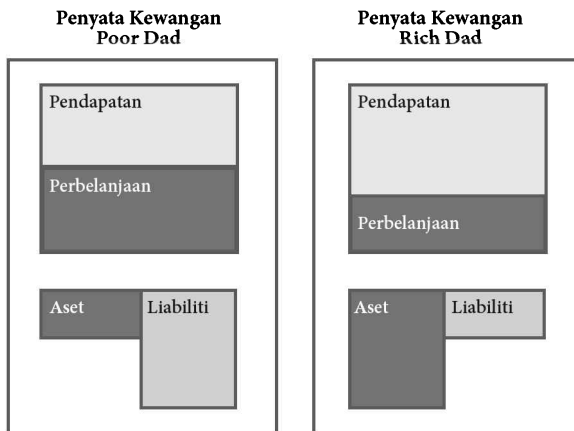 Penyata Kewangan
Poor Dad
Pendapatan
Perbelanjaan
Aset
Liabiliti
Penyata Kewangan
Rich Dad
Pendapatan
Perbelanjaan
Aset
Liabiliti